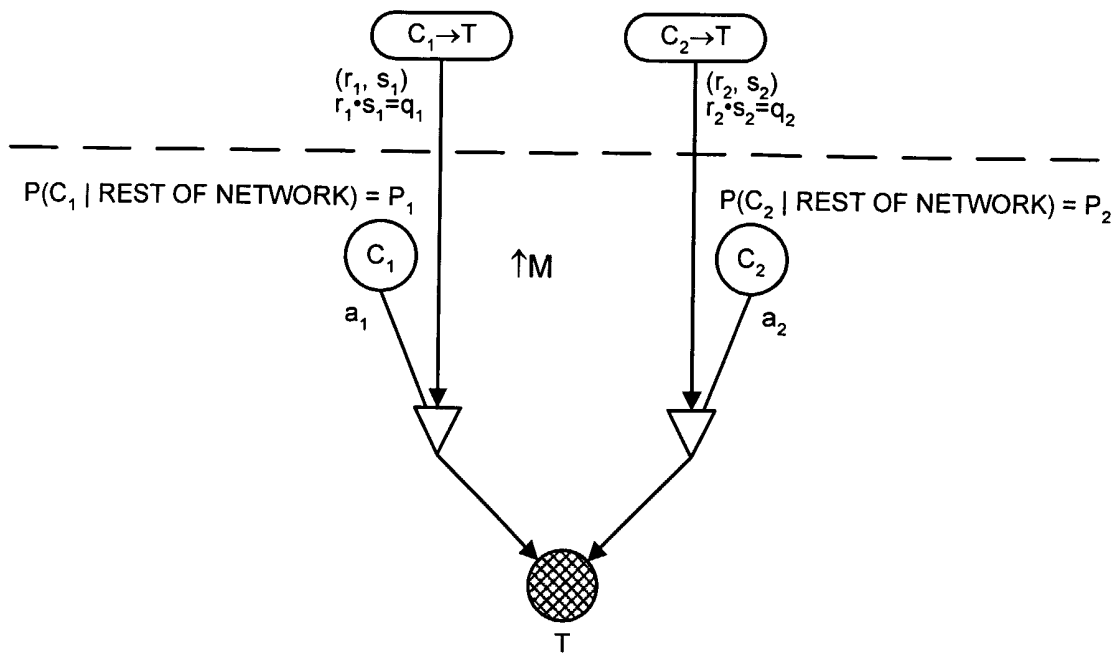 C₁→T
C₂→T
(r₁, s₁)
r₁•s₁=q₁
(r₂, s₂)
r₂•s₂=q₂
P(C₁ | REST OF NETWORK) = P₁
P(C₂ | REST OF NETWORK) = P₂
C₁
↑M
C₂
a₁
a₂
T